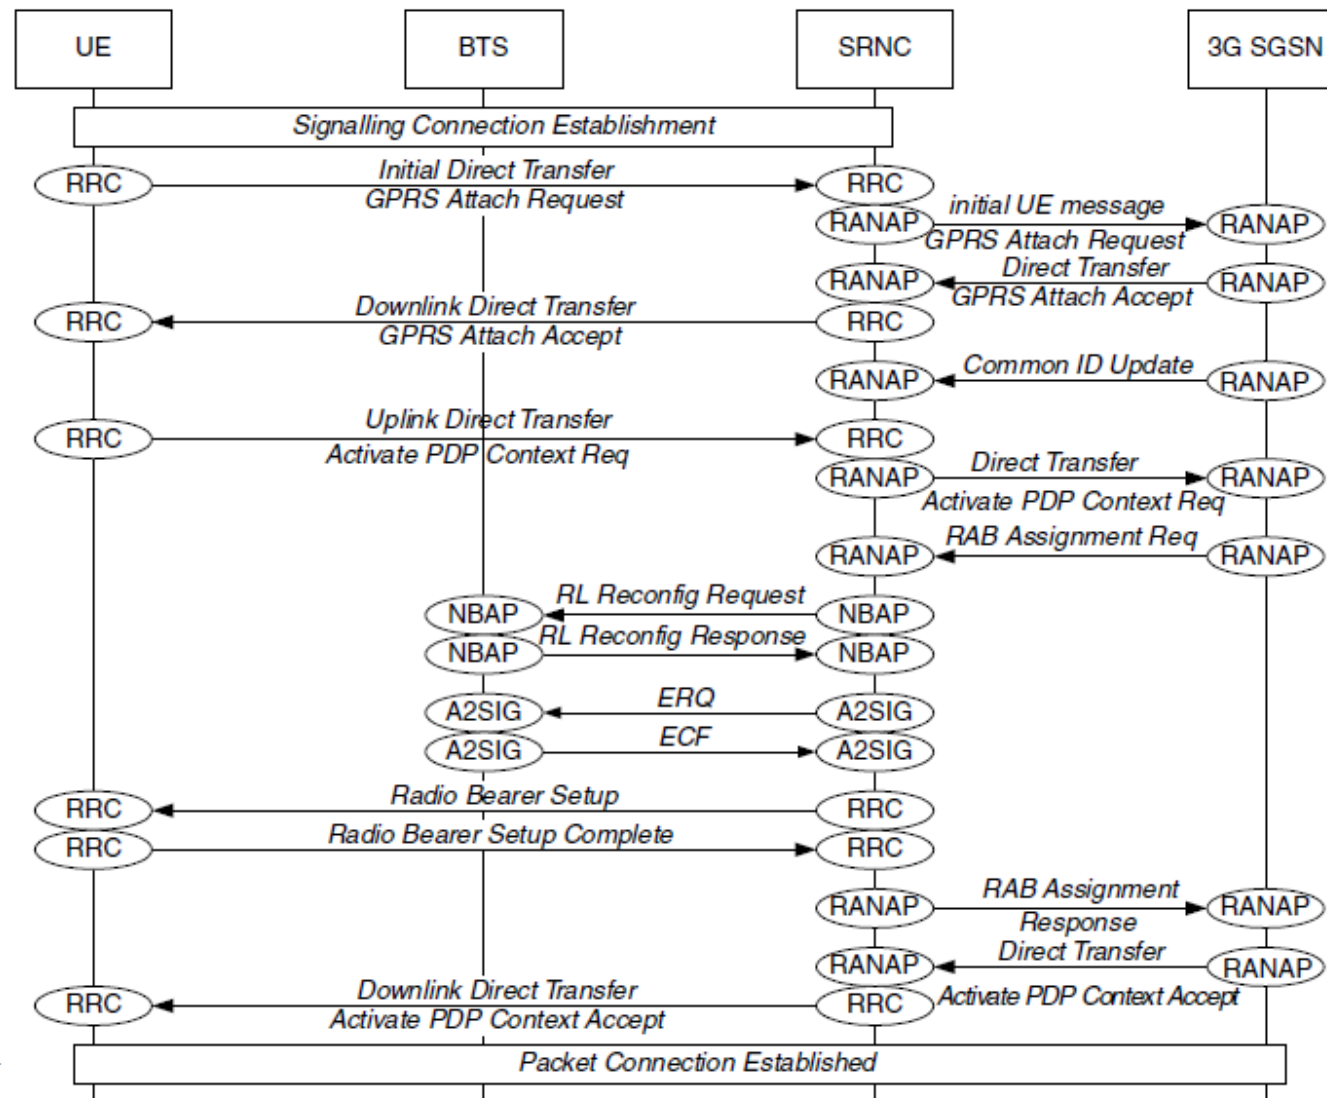 UE BTS SRNC 3G SGSN
Signalling Connection Establishment
RRC Initial Direct Transfer RRC
GPRS Attach Request
RANAP initial UE message RANAP
GPRS Attach Request
RANAP Direct Transfer RANAP
GPRS Attach Accept
RRC Downlink Direct Transfer RRC
GPRS Attach Accept
RANAP Common ID Update RANAP
RRC Uplink Direct Transfer RRC
Activate PDP Context Req
RANAP Direct Transfer RANAP
Activate PDP Context Req
RANAP RAB Assignment Req RANAP
NBAP RL Reconfig Request NBAP
NBAP RL Reconfig Response NBAP
A2SIG ERQ A2SIG
A2SIG ECF A2SIG
RRC Radio Bearer Setup RRC
RRC Radio Bearer Setup Complete RRC
RANAP RAB Assignment RANAP
Response
RANAP Direct Transfer RANAP
Activate PDP Context Accept
RRC Downlink Direct Transfer RRC
Activate PDP Context Accept
Packet Connection Established